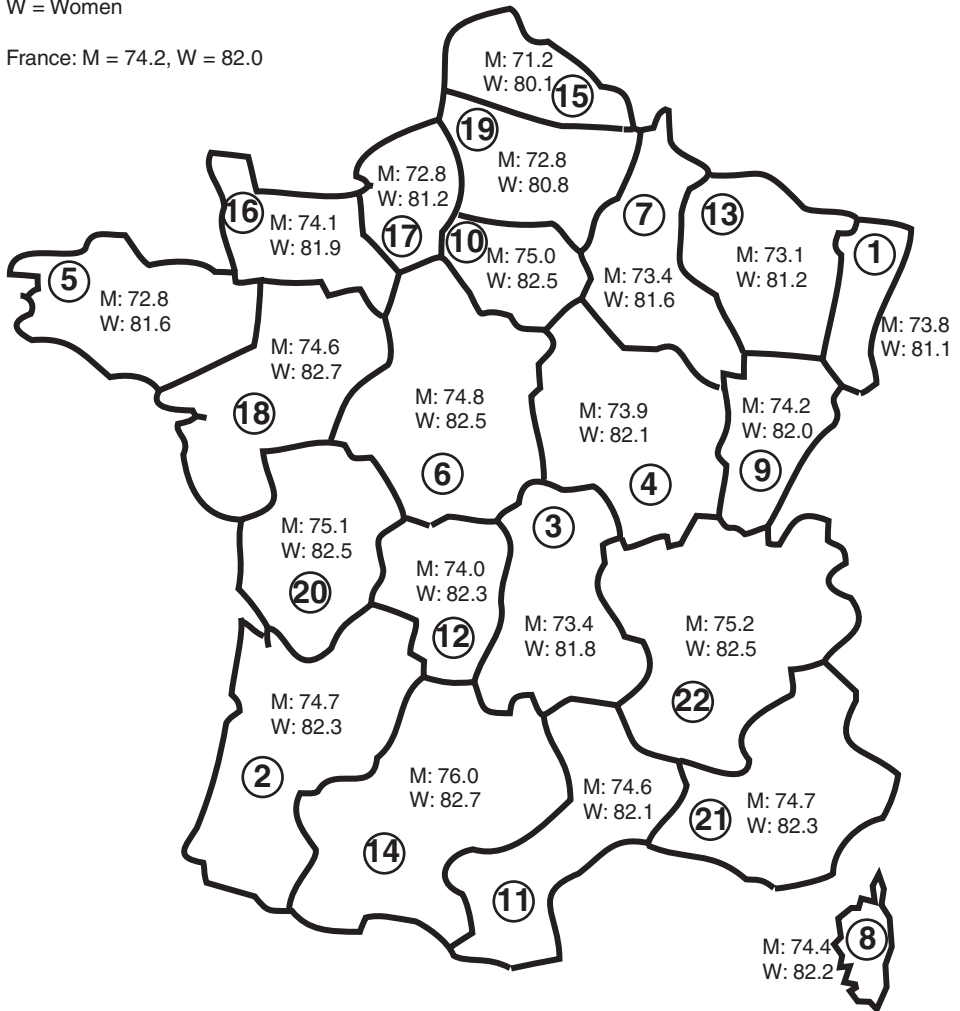 W = Women
France: M = 74.2, W = 82.0
M: 71.2
W: 80.1
15
19
M: 72.8
W: 80.8
M: 72.8
W: 81.2
17
16
M: 74.1
W: 81.9
7
M: 73.4
W: 81.6
13
M: 73.1
W: 81.2
1
M: 73.8
W: 81.1
10
M: 75.0
W: 82.5
5
M: 72.8
W: 81.6
M: 74.6
W: 82.7
18
M: 74.8
W: 82.5
6
M: 73.9
W: 82.1
4
M: 74.2
W: 82.0
9
3
M: 73.4
W: 81.8
M: 75.1
W: 82.5
20
M: 74.0
W: 82.3
12
M: 75.2
W: 82.5
22
M: 74.7
W: 82.3
2
M: 76.0
W: 82.7
14
M: 74.6
W: 82.1
11
21
M: 74.7
W: 82.3
8
M: 74.4
W: 82.2